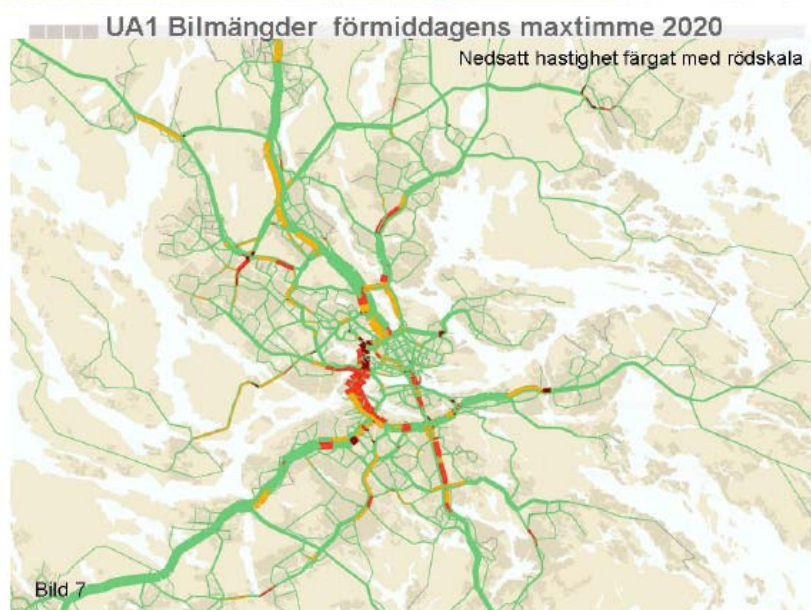 UA1 Bilmängder förmiddagens maxtimme 2020
Nedsatt hastighet färgat med rödskala
Bild 7